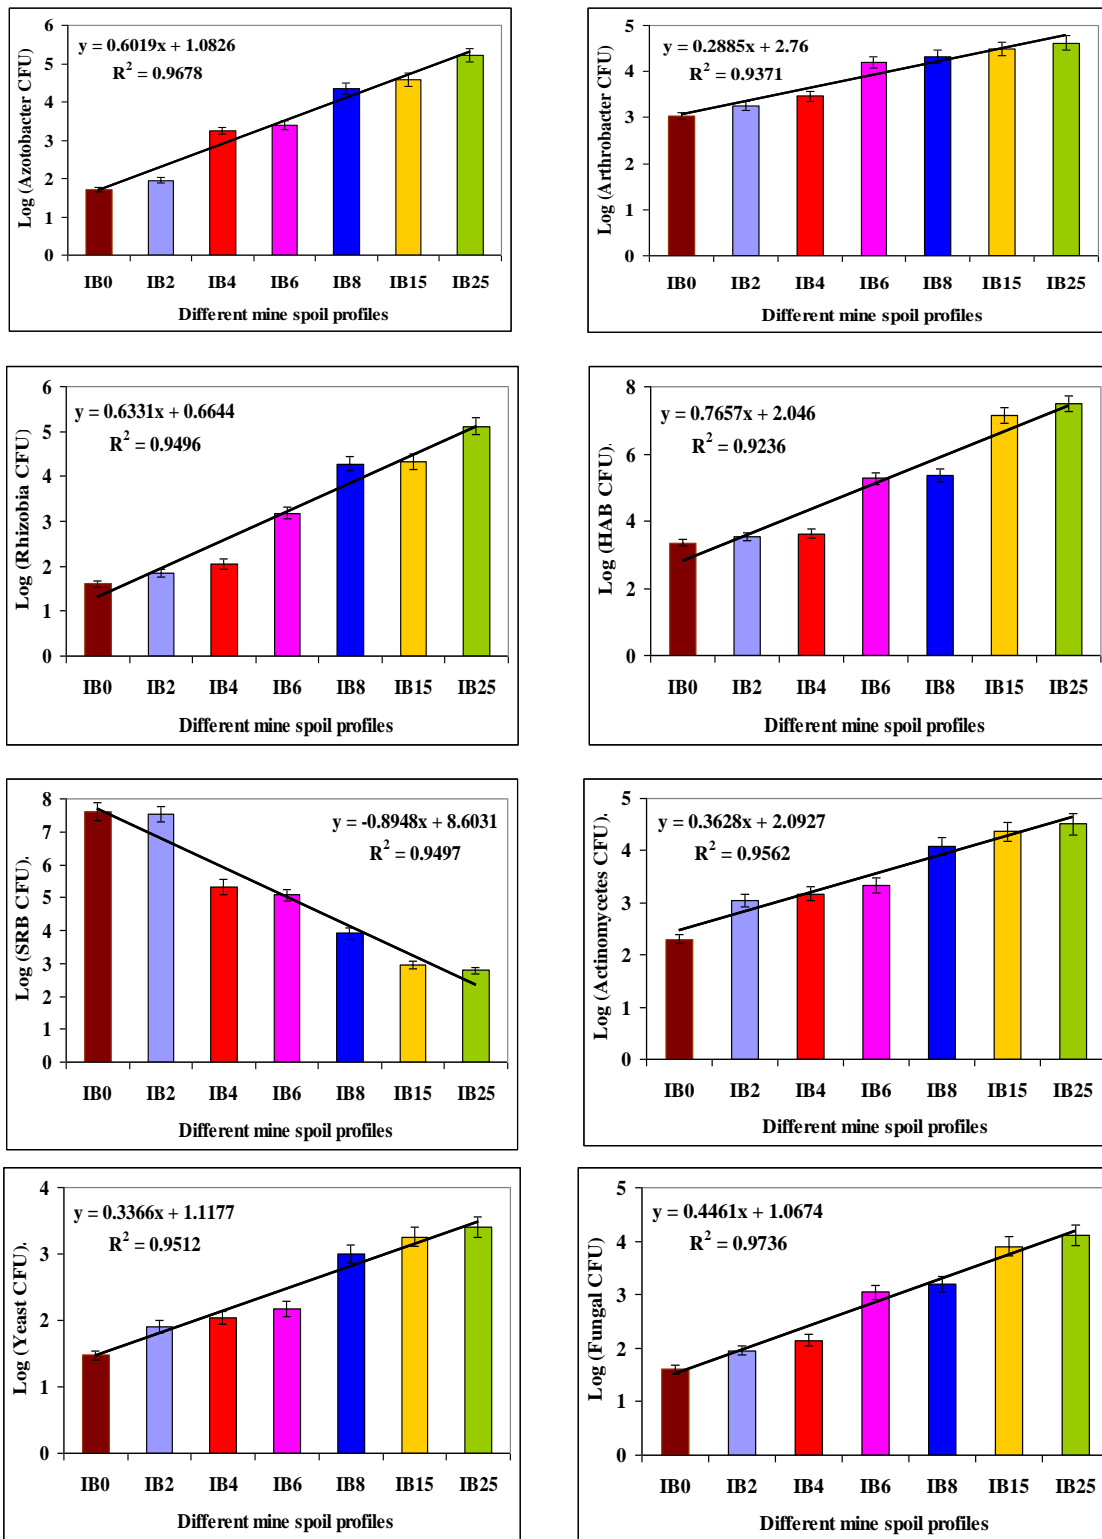 Log (Azotobacter CFU)
y = 0.6019x + 1.0826
R² = 0.9678
6
5
4
3
2
1
0
IB0 IB2 IB4 IB6 IB8 IB15 IB25
Different mine spoil profiles
Log (Arthrobacter CFU)
y = 0.2885x + 2.76
R² = 0.9371
5
4
3
2
1
0
IB0 IB2 IB4 IB6 IB8 IB15 IB25
Different mine spoil profiles
Log (Rhizobia CFU)
y = 0.6331x + 0.6644
R² = 0.9496
6
5
4
3
2
1
0
IB0 IB2 IB4 IB6 IB8 IB15 IB25
Different mine spoil profiles
Log (HAB CFU).
y = 0.7657x + 2.046
R² = 0.9236
8
6
4
2
0
IB0 IB2 IB4 IB6 IB8 IB15 IB25
Different mine spoil profiles
Log (SRB CFU).
y = -0.8948x + 8.6031
R² = 0.9497
8
7
6
5
4
3
2
1
0
IB0 IB2 IB4 IB6 IB8 IB15 IB25
Different mine spoil profiles
Log (Actinomycetes CFU).
y = 0.3628x + 2.0927
R² = 0.9562
5
4
3
2
1
0
IB0 IB2 IB4 IB6 IB8 IB15 IB25
Different mine spoil profiles
Log (Yeast CFU).
y = 0.3366x + 1.1177
R² = 0.9512
4
3
2
1
0
IB0 IB2 IB4 IB6 IB8 IB15 IB25
Different mine spoil profiles
Log (Fungal CFU)
y = 0.4461x + 1.0674
R² = 0.9736
5
4
3
2
1
0
IB0 IB2 IB4 IB6 IB8 IB15 IB25
Different mine spoil profiles